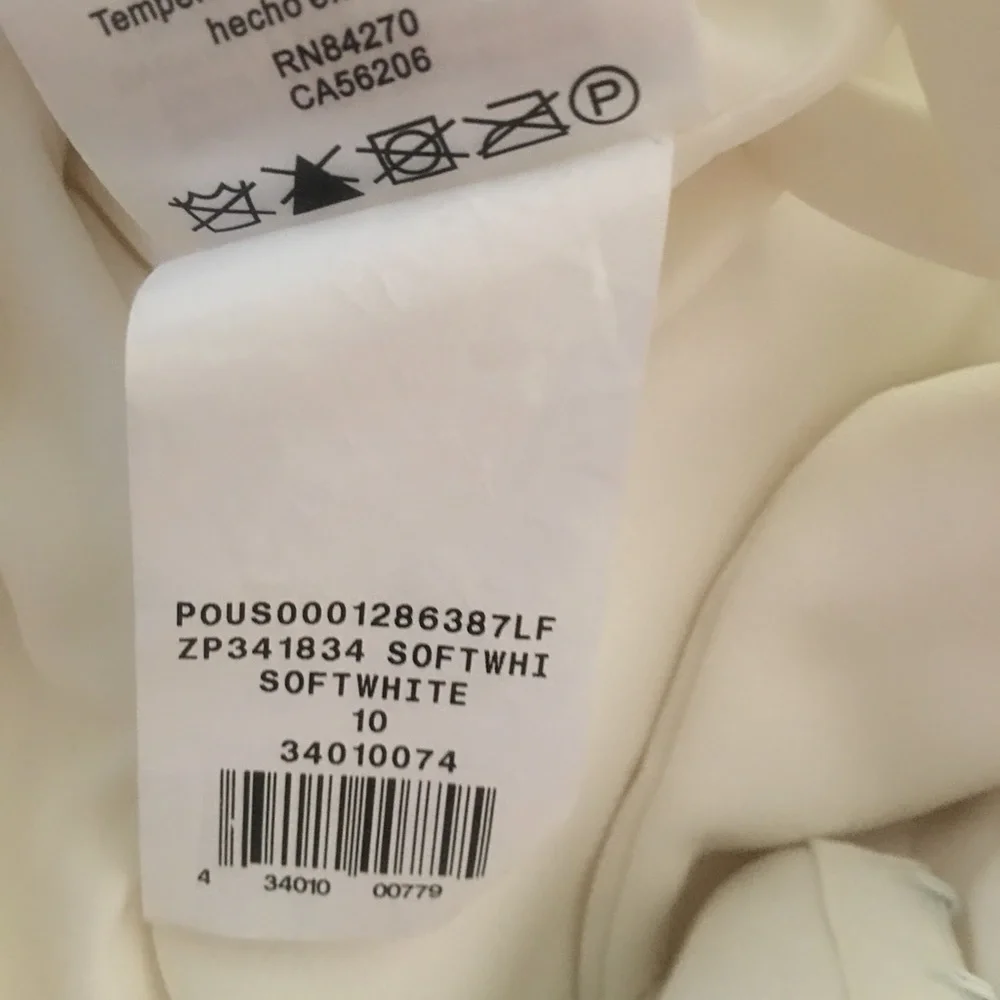 hecho
RN84270
CA56206
P
POUS0001286387LF
ZP341834 SOFTWHI
SOFTWHITE
10
34010074
4 34010 00779